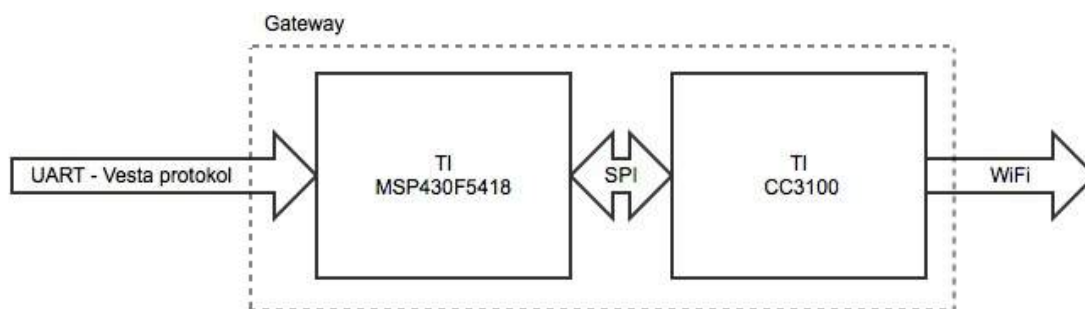 Gateway
UART - Vesta protokol
TI
MSP430F5418
SPI
TI
CC3100
WiFi